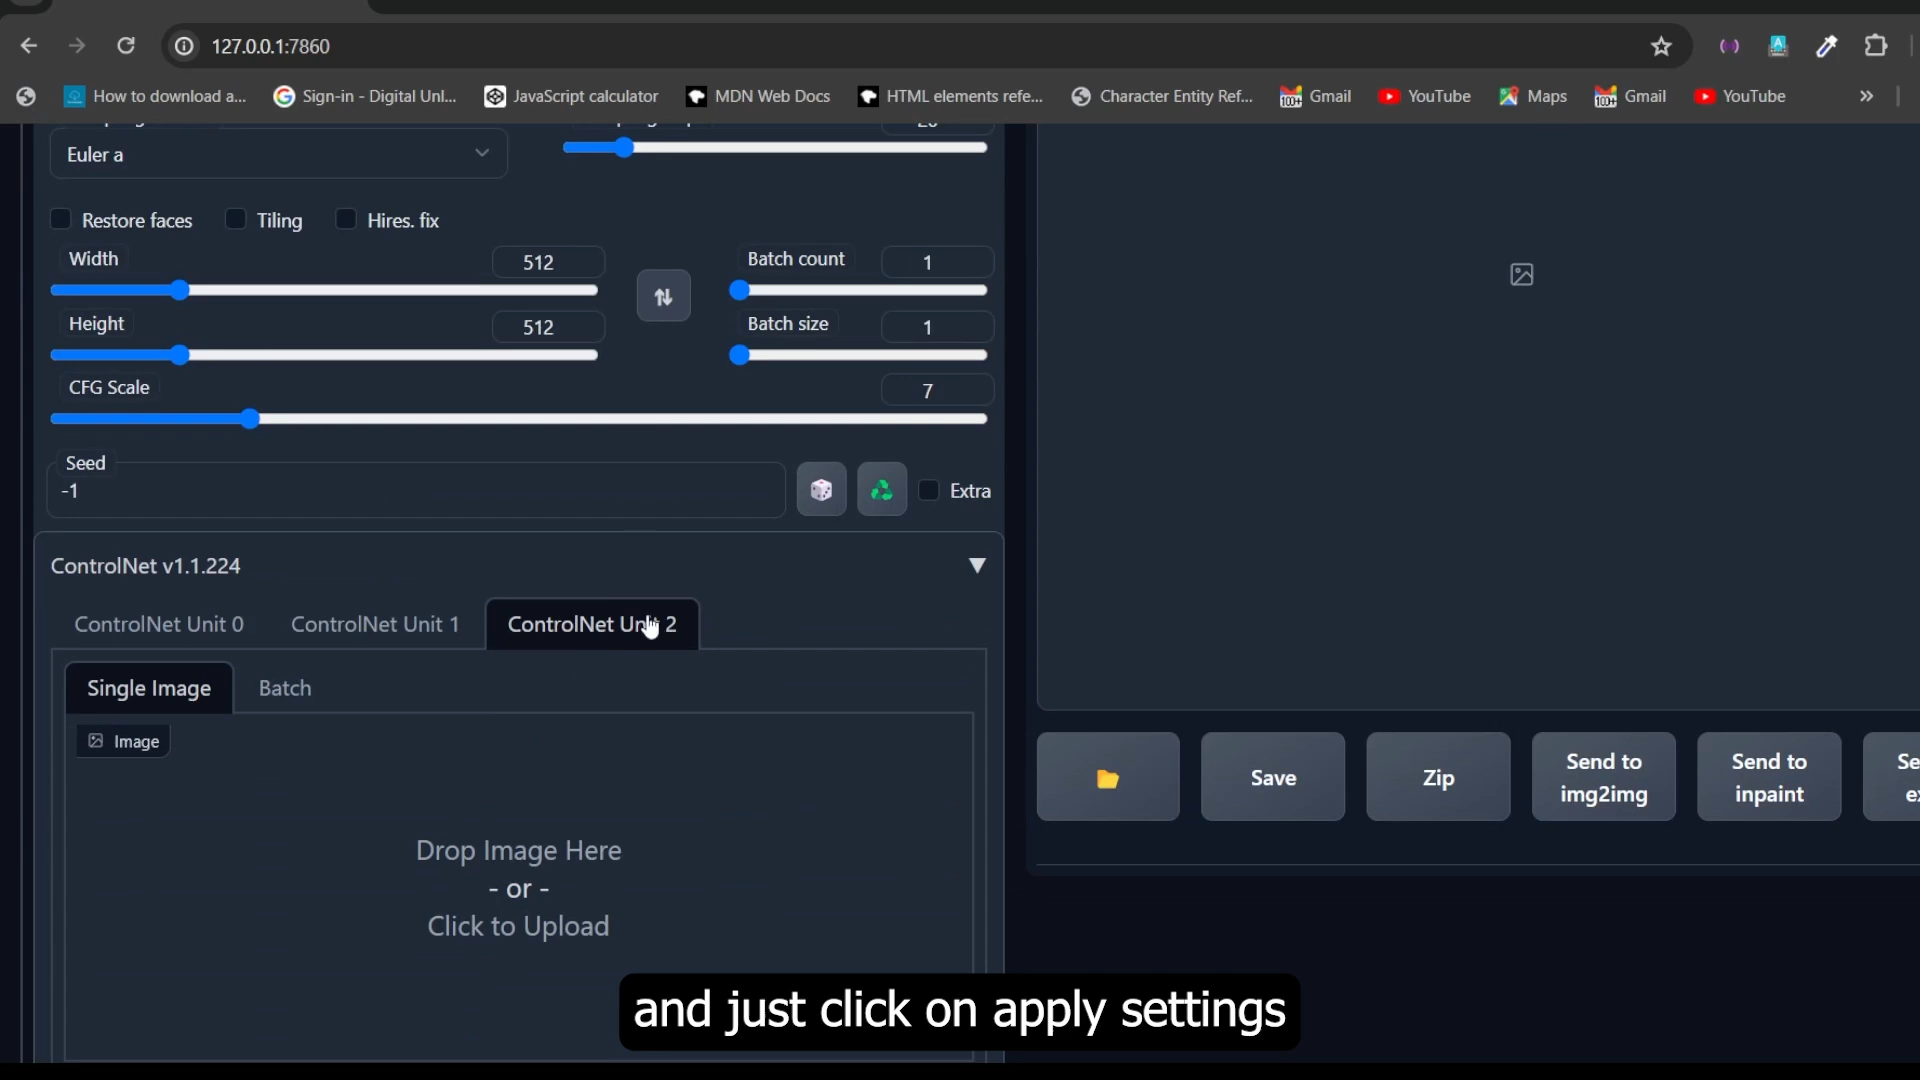 127.0.0.1:7860
How to download a...
Sign-in - Digital Unl...
JavaScript calculator
MDN Web Docs
HTML elements refe...
Character Entity Ref...
Gmail
YouTube
Maps
Gmail
YouTube
Euler a
Restore faces
Tiling
Hires. fix
Width
512
Batch count
1
Height
512
Batch size
1
CFG Scale
7
Seed
-1
Extra
ControlNet v1.1.224
ControlNet Unit 0
ControlNet Unit 1
ControlNet Unit 2
Single Image
Batch
Image
Drop Image Here
- or -
Click to Upload
Save
Zip
Send to
img2img
Send to
inpaint
and just click on apply settings